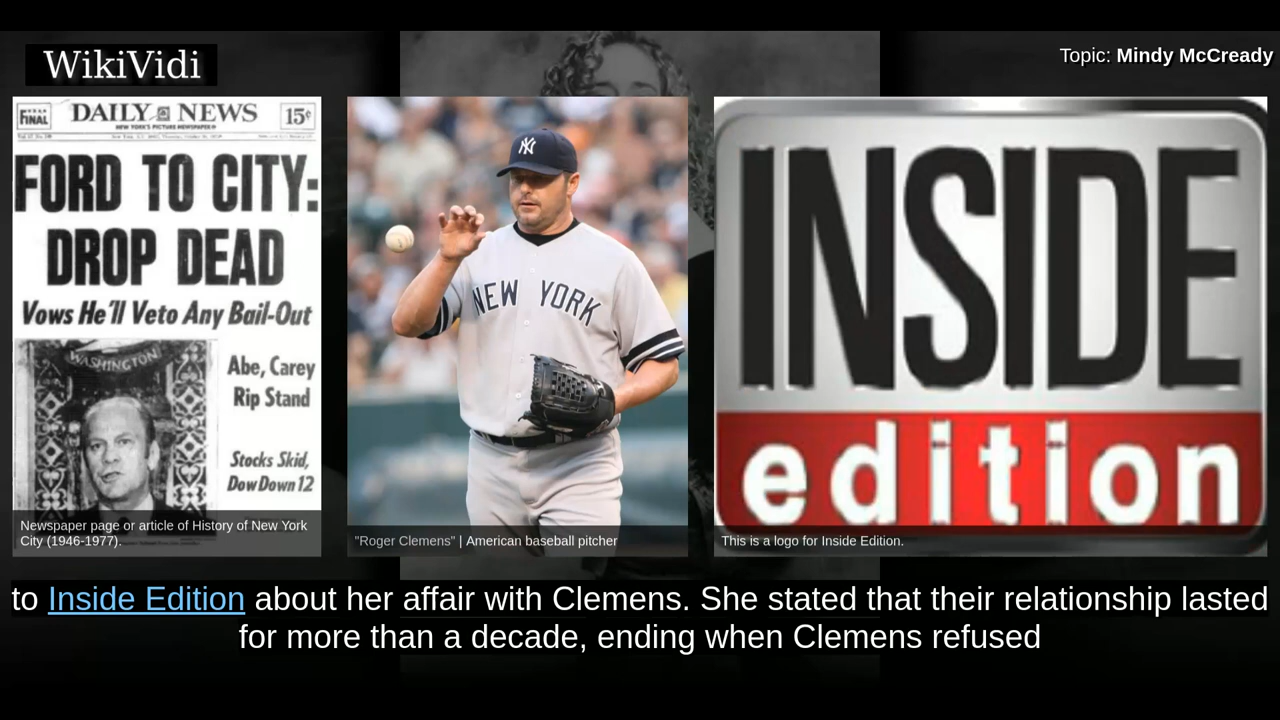 WikiVidi
Topic: Mindy McCready
FINAL
DAILY NEWS
NEW YORK'S PICTURE NEWSPAPER
15¢
FORD TO CITY:
DROP DEAD
Vows He'll Veto Any Bail-Out
WASHINGTON
Abe, Carey
Rip Stand
Stocks Skid,
Dow Down 12
Newspaper page or article of History of New York
City (1946-1977).
NY
NEW YORK
"Roger Clemens" | American baseball pitcher
INSIDE
edition
This is a logo for Inside Edition.
to Inside Edition about her affair with Clemens. She stated that their relationship lasted
for more than a decade, ending when Clemens refused